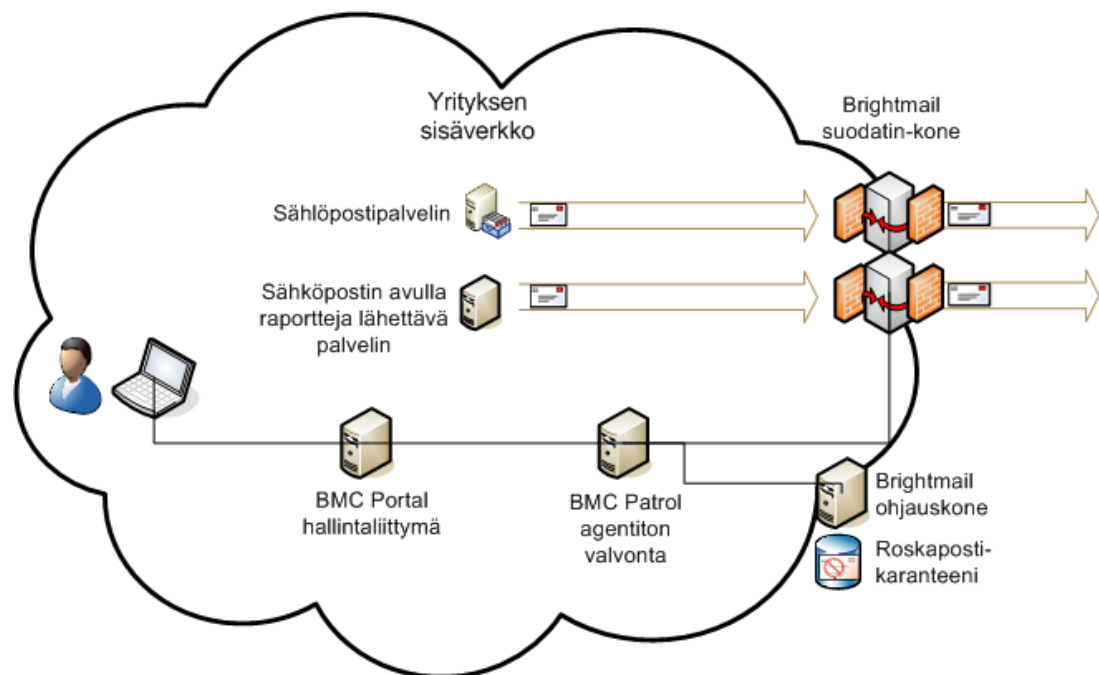 Yrityksen
sisäverkko
Brightmail
suodatin-kone
Sählöpostipalvelin
Sähköpostin avulla
raportteja lähettävä
palvelin
BMC Portal
hallintaliittymä
BMC Patrol
agentiton
valvonta
Brightmail
ohjauskone
Roskaposti-
karanteeni